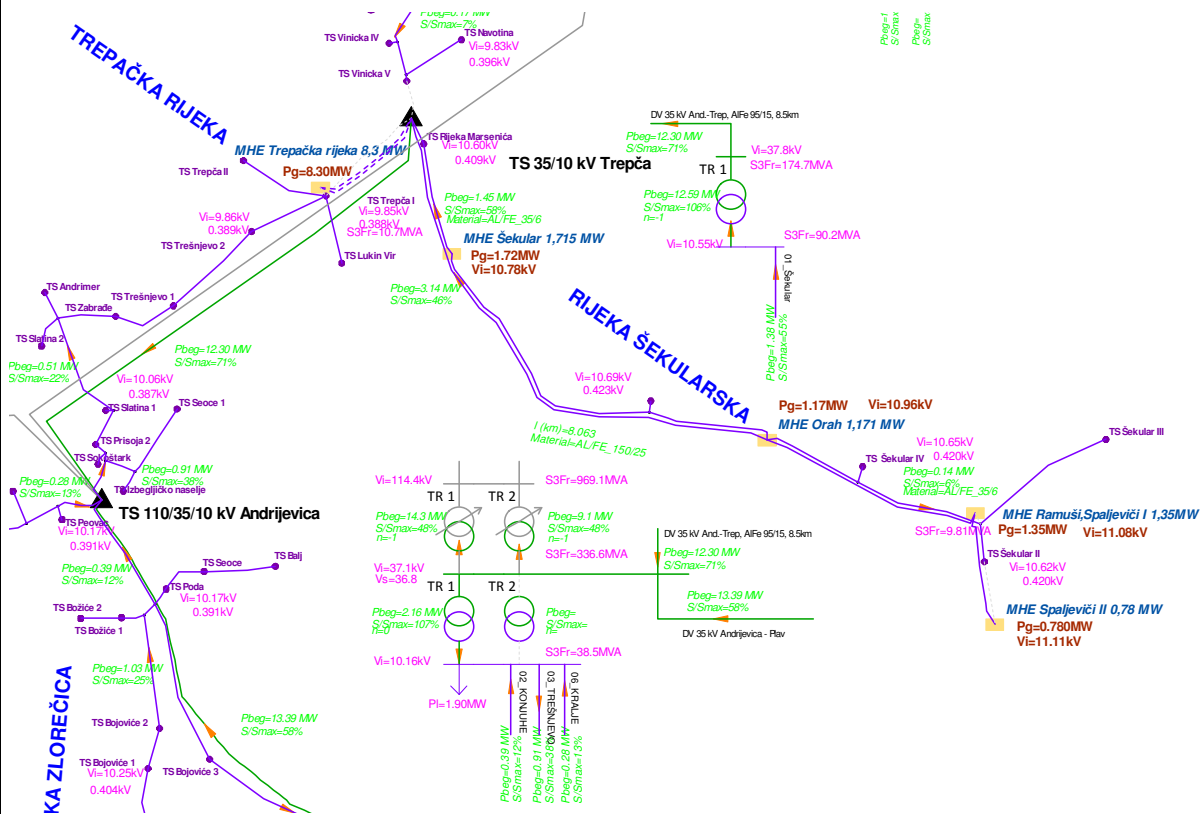 Pbeg=0.17 MW
S/Smax=7%
TS Vinicka IV
TS Navotina
Vi=9.83kV
0.396kV
TS Vinicka V
TREPAČKA RIJEKA
Pbeg=
S/Smax
Pbeg=
S/Smax
MHE Trepačka rijeka 8,3 MW
Pg=8.30MW
TS Trepča II
TS Rijeka Marsenića
Vi=10.60kV
0.409kV
TS 35/10 kV Trepča
TS Trepča I
Vi=9.85kV
0.388kV
S3Fr=10.7MVA
Vi=9.86kV
0.389kV
TS Trešnjevo 2
TS Lukin Vir
Pbeg=1.45 MW
S/Smax=58%
Material=AL/FE_35/6
MHE Šekular 1,715 MW
Pg=1.72MW
Vi=10.78kV
Pbeg=3.14 MW
S/Smax=46%
DV 35 kV And.-Trep, AlFe 95/15, 8.5km
Pbeg=12.30 MW
S/Smax=71%
Vi=37.8kV
S3Fr=174.7MVA
TR 1
Pbeg=12.59 MW
S/Smax=106%
n=-1
Vi=10.55kV
S3Fr=90.2MVA
01_Šekular
Pbeg=1.38 MW
S/Smax=55%
TS Andrimer
TS Zabrađe
TS Trešnjevo 1
TS Slatina 2
Pbeg=0.51 MW
S/Smax=22%
Pbeg=12.30 MW
S/Smax=71%
Vi=10.06kV
0.387kV
TS Slatina 1
TS Seoce 1
TS Prisoja 2
TS Sokoštark
Pbeg=0.91 MW
S/Smax=38%
Pbeg=0.28 MW
S/Smax=13%
TS Izbegljičko naselje
TS 110/35/10 kV Andrijevica
TS Peovac
Vi=10.17kV
0.391kV
Pbeg=0.39 MW
S/Smax=12%
TS Seoce
TS Balj
TS Poda
Vi=10.17kV
0.391kV
TS Božiće 2
TS Božiće 1
Pbeg=1.03 MW
S/Smax=25%
KA ZLOREČICA
TS Bojoviće 2
TS Bojoviće 1
Vi=10.25kV
0.404kV
TS Bojoviće 3
Pbeg=13.39 MW
S/Smax=58%
RIJEKA ŠEKULARSKA
Vi=10.69kV
0.423kV
l (km)=8.063
Material=AL/FE_150/25
Pg=1.17MW
Vi=10.96kV
MHE Orah 1,171 MW
Vi=10.65kV
0.420kV
TS Šekular IV
TS Šekular III
Pbeg=0.14 MW
S/Smax=6%
Material=AL/FE_35/6
MHE Ramuši,Spaljevići I 1,35MW
Pg=1.35MW
Vi=11.08kV
S3Fr=9.81MVA
TS Šekular II
Vi=10.62kV
0.420kV
MHE Spaljevići II 0,78 MW
Pg=0.780MW
Vi=11.11kV
Vi=114.4kV
S3Fr=969.1MVA
TR 1
TR 2
Pbeg=14.3 MW
S/Smax=48%
n=-1
Pbeg=9.1 MW
S/Smax=48%
n=-1
S3Fr=336.6MVA
Vi=37.1kV
Vs=36.8
TR 1
TR 2
DV 35 kV And.-Trep, AlFe 95/15, 8.5km
Pbeg=12.30 MW
S/Smax=71%
Pbeg=13.39 MW
S/Smax=58%
DV 35 kV Andrijevica - Plav
Pbeg=2.16 MW
S/Smax=107%
n=0
Pbeg=
S/Smax=
n=
Vi=10.16kV
S3Fr=38.5MVA
Pl=1.90MW
02_KONJUHE
03_TREŠNJEVO
06_KRALJE
Pbeg=0.39 MW
S/Smax=12%
Pbeg=0.91 MW
S/Smax=38%
Pbeg=0.28 MW
S/Smax=13%